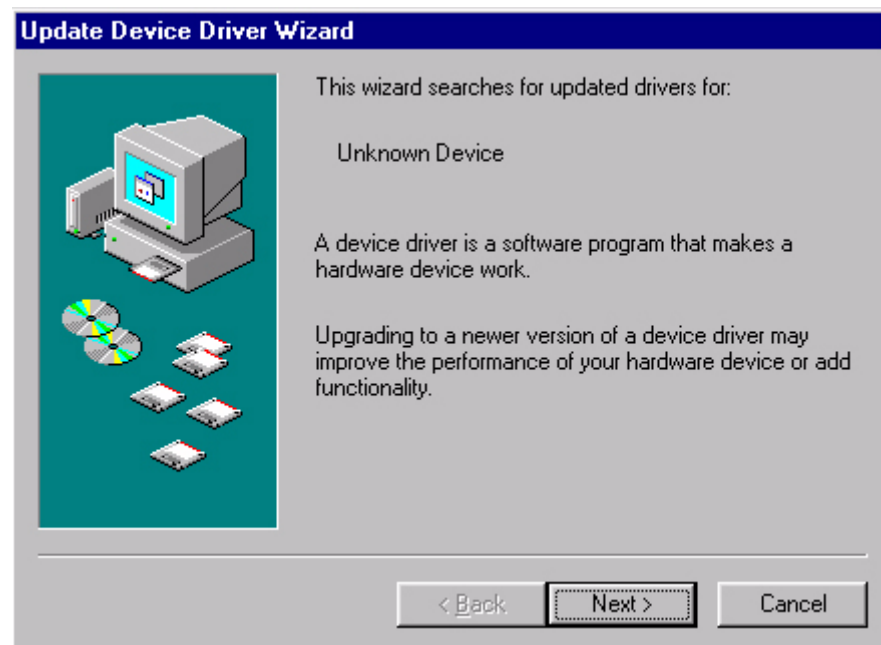 Update Device Driver Wizard
This wizard searches for updated drivers for:
Unknown Device
A device driver is a software program that makes a
hardware device work.
Upgrading to a newer version of a device driver may
improve the performance of your hardware device or add
functionality.
< Back
Next >
Cancel